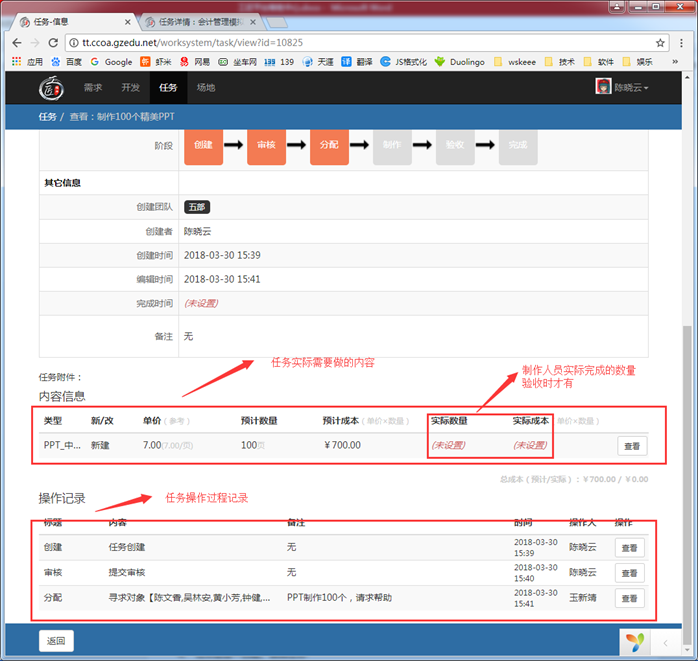 任务-信息
任务详情：会计管理模拟
tt.ccoa.gzedu.net/worksystem/task/view?id=10825
应用 百度 Google 虾米 网易 坐车网 139 139 天涯 翻译 JS格式化 Duolingo wskeee 技术 软件 娱乐 »
需求 开发 任务 场地 陈晓云
任务 / 查看：制作100个精美PPT
阶段 创建 审核 分配 制作 验收 完成
其它信息
创建团队 五部
创建者 陈晓云
创建时间 2018-03-30 15:39
编辑时间 2018-03-30 15:41
完成时间 (未设置)
备注 无
任务实际需要做的内容
制作人员实际完成的数量
验收时才有
任务附件：
内容信息
类型 新/改 单价 ( 参考 ) 预计数量 预计成本 ( 单价×数量 ) 实际数量 实际成本 ( 单价×数量 )
PPT_中... 新建 7.00(7.00/页) 100页 ￥700.00 (未设置) (未设置) 查看
总成本（预计/实际）：￥700.00 / ￥0.00
操作记录
任务操作过程记录
标题 内容 备注 时间 操作人 操作
创建 任务创建 无 2018-03-30 15:39 陈晓云 查看
审核 提交审核 无 2018-03-30 15:40 陈晓云 查看
分配 寻求对象【陈文香,吴林安,黄小芳,钟健,... PPT制作100个，请求帮助 2018-03-30 15:41 玉新靖 查看
返回